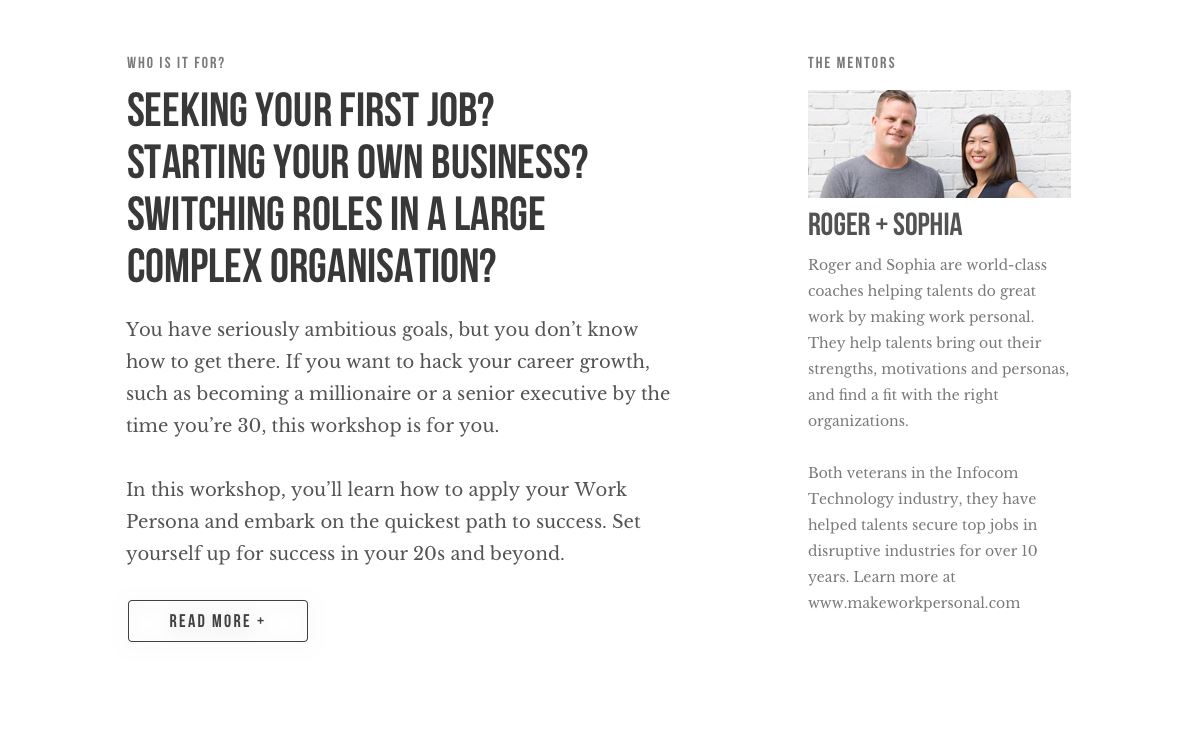 WHO IS IT FOR?
SEEKING YOUR FIRST JOB?
STARTING YOUR OWN BUSINESS?
SWITCHING ROLES IN A LARGE
COMPLEX ORGANISATION?
You have seriously ambitious goals, but you don’t know
how to get there. If you want to hack your career growth,
such as becoming a millionaire or a senior executive by the
time you’re 30, this workshop is for you.
In this workshop, you’ll learn how to apply your Work
Persona and embark on the quickest path to success. Set
yourself up for success in your 20s and beyond.
READ MORE +
THE MENTORS
ROGER + SOPHIA
Roger and Sophia are world-class
coaches helping talents do great
work by making work personal.
They help talents bring out their
strengths, motivations and personas,
and find a fit with the right
organizations.
Both veterans in the Infocom
Technology industry, they have
helped talents secure top jobs in
disruptive industries for over 10
years. Learn more at
www.makeworkpersonal.com